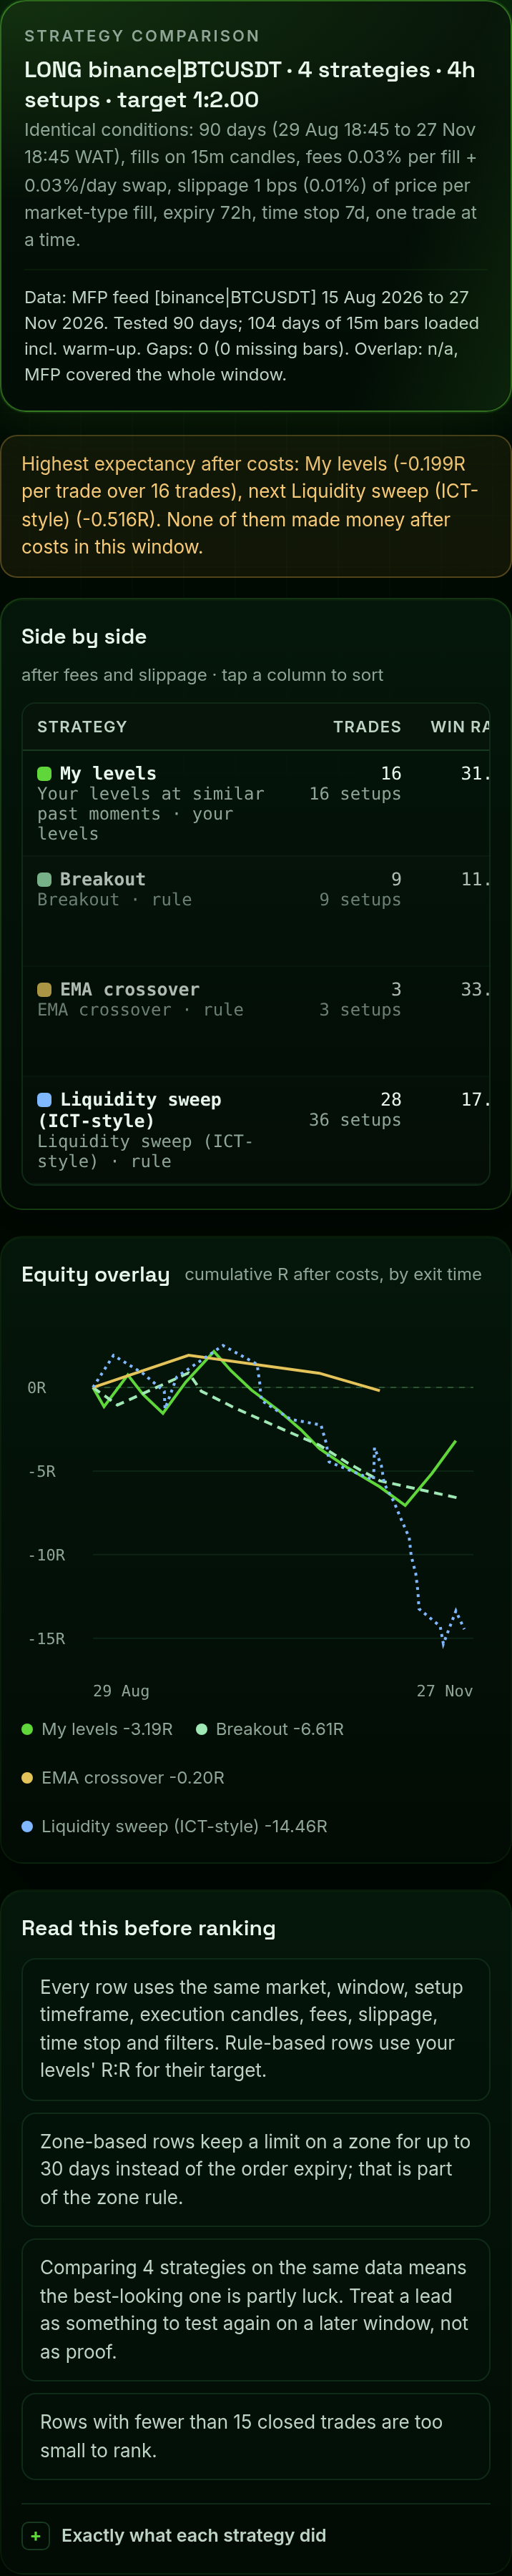 STRATEGY COMPARISON
LONG binance|BTCUSDT · 4 strategies · 4h
setups · target 1:2.00
Identical conditions: 90 days (29 Aug 18:45 to 27 Nov
18:45 WAT), fills on 15m candles, fees 0.03% per fill +
0.03%/day swap, slippage 1 bps (0.01%) of price per
market-type fill, expiry 72h, time stop 7d, one trade at
a time.
Data: MFP feed [binance|BTCUSDT] 15 Aug 2026 to 27
Nov 2026. Tested 90 days; 104 days of 15m bars loaded
incl. warm-up. Gaps: 0 (0 missing bars). Overlap: n/a,
MFP covered the whole window.
Highest expectancy after costs: My levels (-0.199R
per trade over 16 trades), next Liquidity sweep (ICT-
style) (-0.516R). None of them made money after
costs in this window.
Side by side
after fees and slippage · tap a column to sort
STRATEGY TRADES WIN RA
My levels 16 31.
Your levels at similar 16 setups
past moments · your
levels
Breakout 9 11.
Breakout · rule 9 setups
EMA crossover 3 33.
EMA crossover · rule 3 setups
Liquidity sweep 28 17.
(ICT-style) 36 setups
Liquidity sweep (ICT-
style) · rule
Equity overlay cumulative R after costs, by exit time
0R
-5R
-10R
-15R
29 Aug 27 Nov
My levels -3.19R Breakout -6.61R
EMA crossover -0.20R
Liquidity sweep (ICT-style) -14.46R
Read this before ranking
Every row uses the same market, window, setup
timeframe, execution candles, fees, slippage,
time stop and filters. Rule-based rows use your
levels' R:R for their target.
Zone-based rows keep a limit on a zone for up to
30 days instead of the order expiry; that is part
of the zone rule.
Comparing 4 strategies on the same data means
the best-looking one is partly luck. Treat a lead
as something to test again on a later window, not
as proof.
Rows with fewer than 15 closed trades are too
small to rank.
+ Exactly what each strategy did